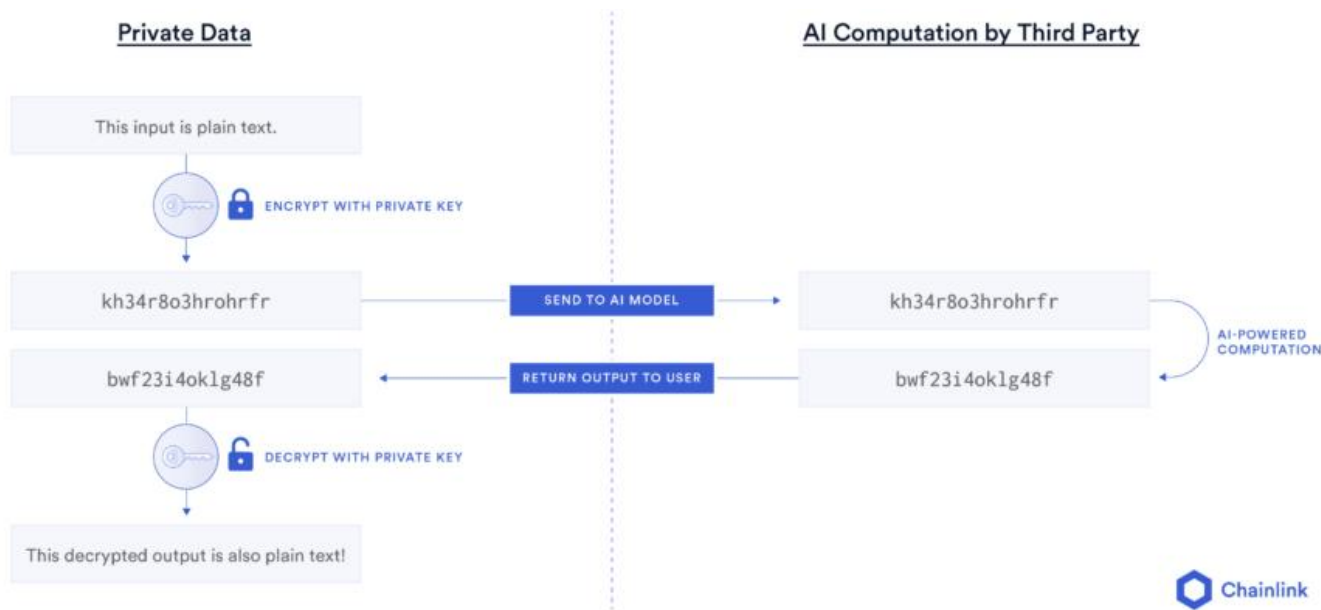 Private Data
AI Computation by Third Party
This input is plain text.
ENCRYPT WITH PRIVATE KEY
kh34r8o3hrohrfr
SEND TO AI MODEL
kh34r8o3hrohrfr
AI-POWERED
COMPUTATION
bwf23i4oklg48f
RETURN OUTPUT TO USER
bwf23i4oklg48f
DECRYPT WITH PRIVATE KEY
This decrypted output is also plain text!
Chainlink